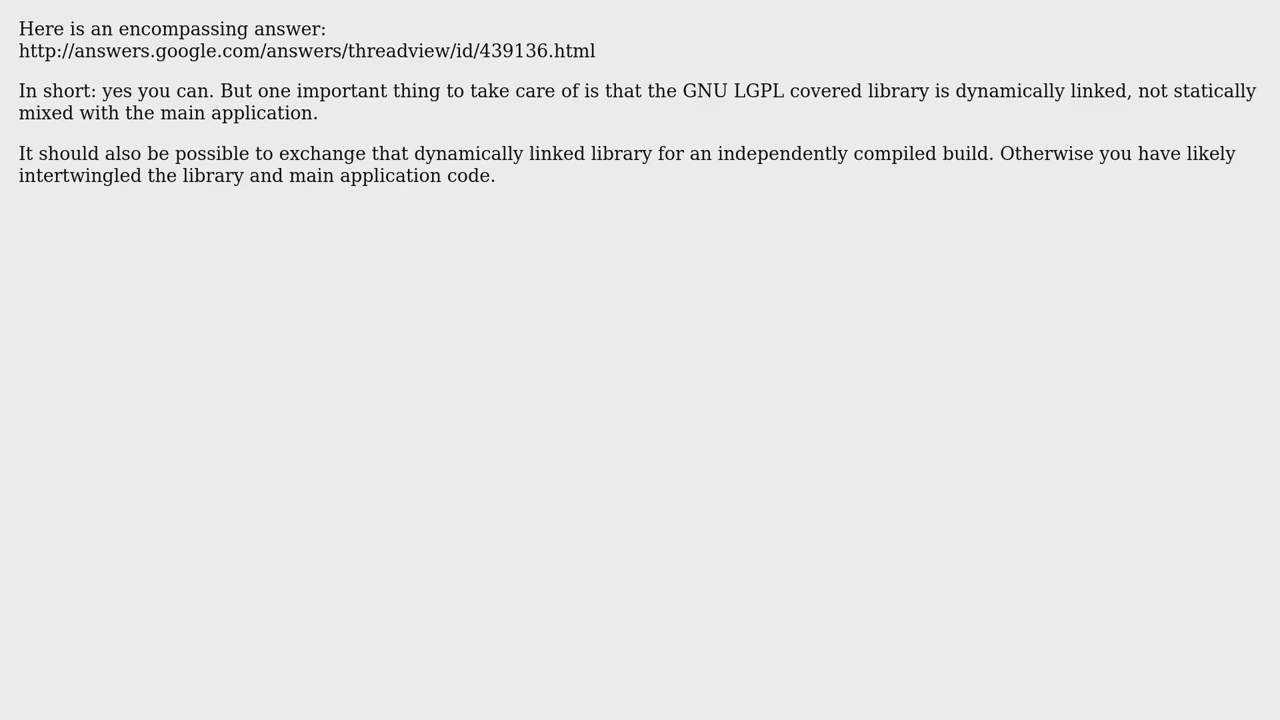 Here is an encompassing answer:
http://answers.google.com/answers/threadview/id/439136.html
In short: yes you can. But one important thing to take care of is that the GNU LGPL covered library is dynamically linked, not statically
mixed with the main application.
It should also be possible to exchange that dynamically linked library for an independently compiled build. Otherwise you have likely
intertwingled the library and main application code.